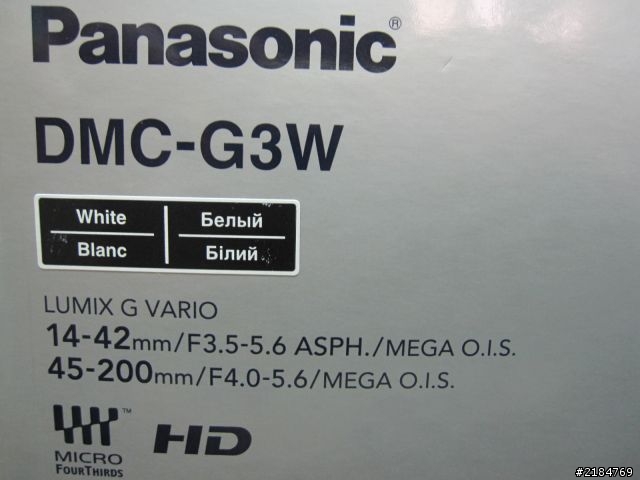 Panasonic®
DMC-G3W
White
Blanc
Белый
Білий
LUMIX G VARIO
14-42mm/F3.5-5.6 ASPH./MEGA O.I.S.
45-200mm/F4.0-5.6/MEGA O.I.S.
™
MICRO
FOURTHIRDS
HD
#2184769